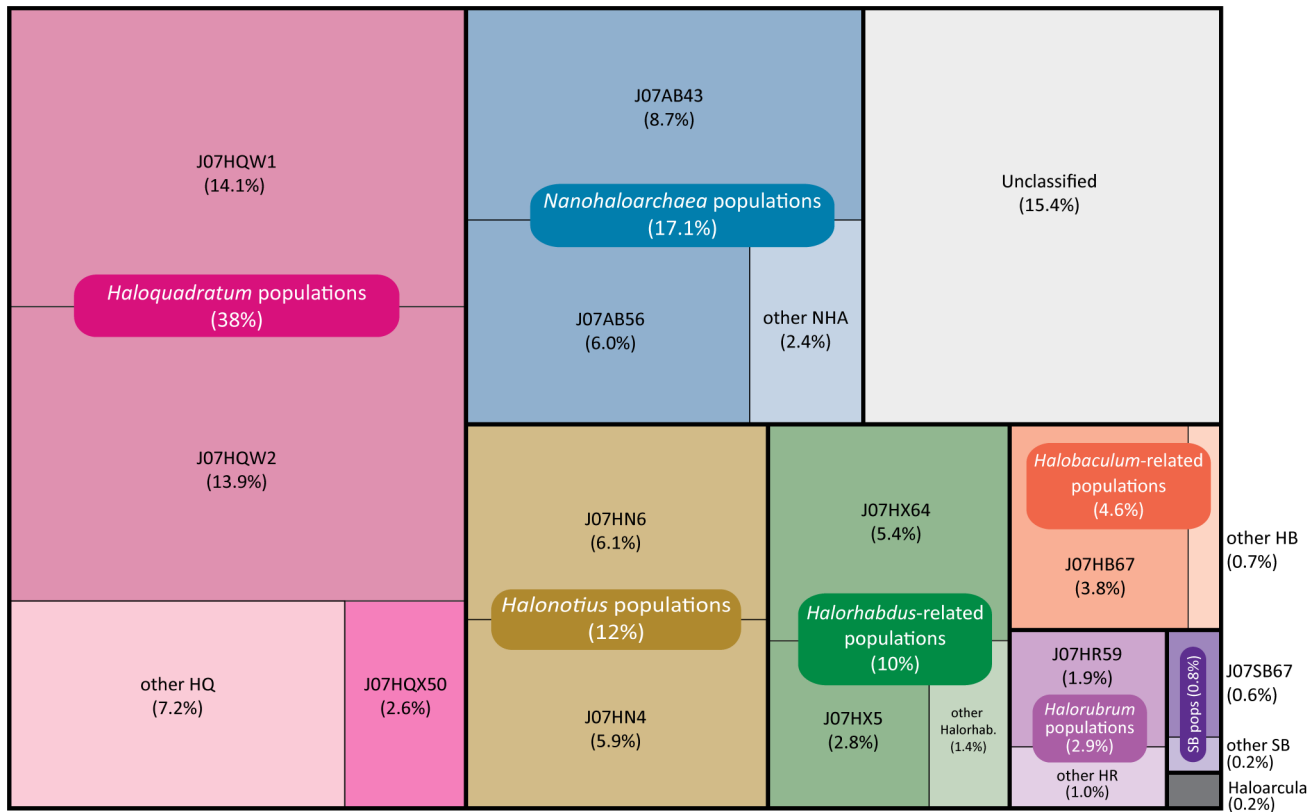 J07HQW1
(14.1%)
Haloquadratum populations
(38%)
J07HQW2
(13.9%)
other HQ
(7.2%)
J07HQX50
(2.6%)
J07AB43
(8.7%)
Nanohaloarchaea populations
(17.1%)
J07AB56
(6.0%)
other NHA
(2.4%)
Unclassified
(15.4%)
J07HN6
(6.1%)
Halonotius populations
(12%)
J07HN4
(5.9%)
J07HX64
(5.4%)
Halorhabdus-related
populations
(10%)
J07HX5
(2.8%)
other
Halorhab.
(1.4%)
Halobaculum-related
populations
(4.6%)
J07HB67
(3.8%)
other HB
(0.7%)
J07HR59
(1.9%)
Halorubrum
populations
(2.9%)
other HR
(1.0%)
SB pops (0.8%)
J07SB67
(0.6%)
other SB
(0.2%)
Haloarcula
(0.2%)